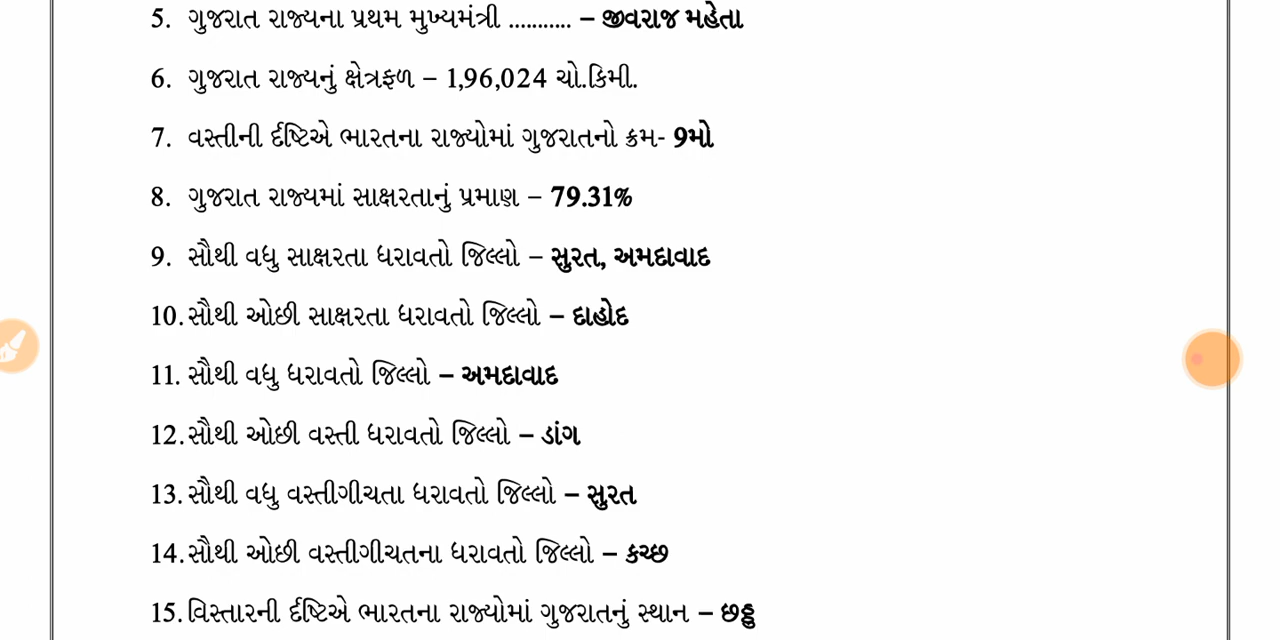 5. ગુજરાત રાજ્યના પ્રથમ મુખ્યમંત્રી ........... – જીવરાજ મહેતા
6. ગુજરાત રાજ્યનું ક્ષેત્રફળ – 1,96,024 ચો.કિમી.
7. વસ્તીની ર્દષ્ટિએ ભારતના રાજ્યોમાં ગુજરાતનો ક્રમ- 9મો
8. ગુજરાત રાજ્યમાં સાક્ષરતાનું પ્રમાણ – 79.31%
9. સૌથી વધુ સાક્ષરતા ધરાવતો જિલ્લો – સુરત, અમદાવાદ
10. સૌથી ઓછી સાક્ષરતા ધરાવતો જિલ્લો – દાહોદ
11. સૌથી વધુ ધરાવતો જિલ્લો – અમદાવાદ
12. સૌથી ઓછી વસ્તી ધરાવતો જિલ્લો – ડાંગ
13. સૌથી વધુ વસ્તીગીચતા ધરાવતો જિલ્લો – સુરત
14. સૌથી ઓછી વસ્તીગીચતના ધરાવતો જિલ્લો – કચ્છ
15. વિસ્તારની ર્દષ્ટિએ ભારતના રાજ્યોમાં ગુજરાતનું સ્થાન – છઠ્ઠુ